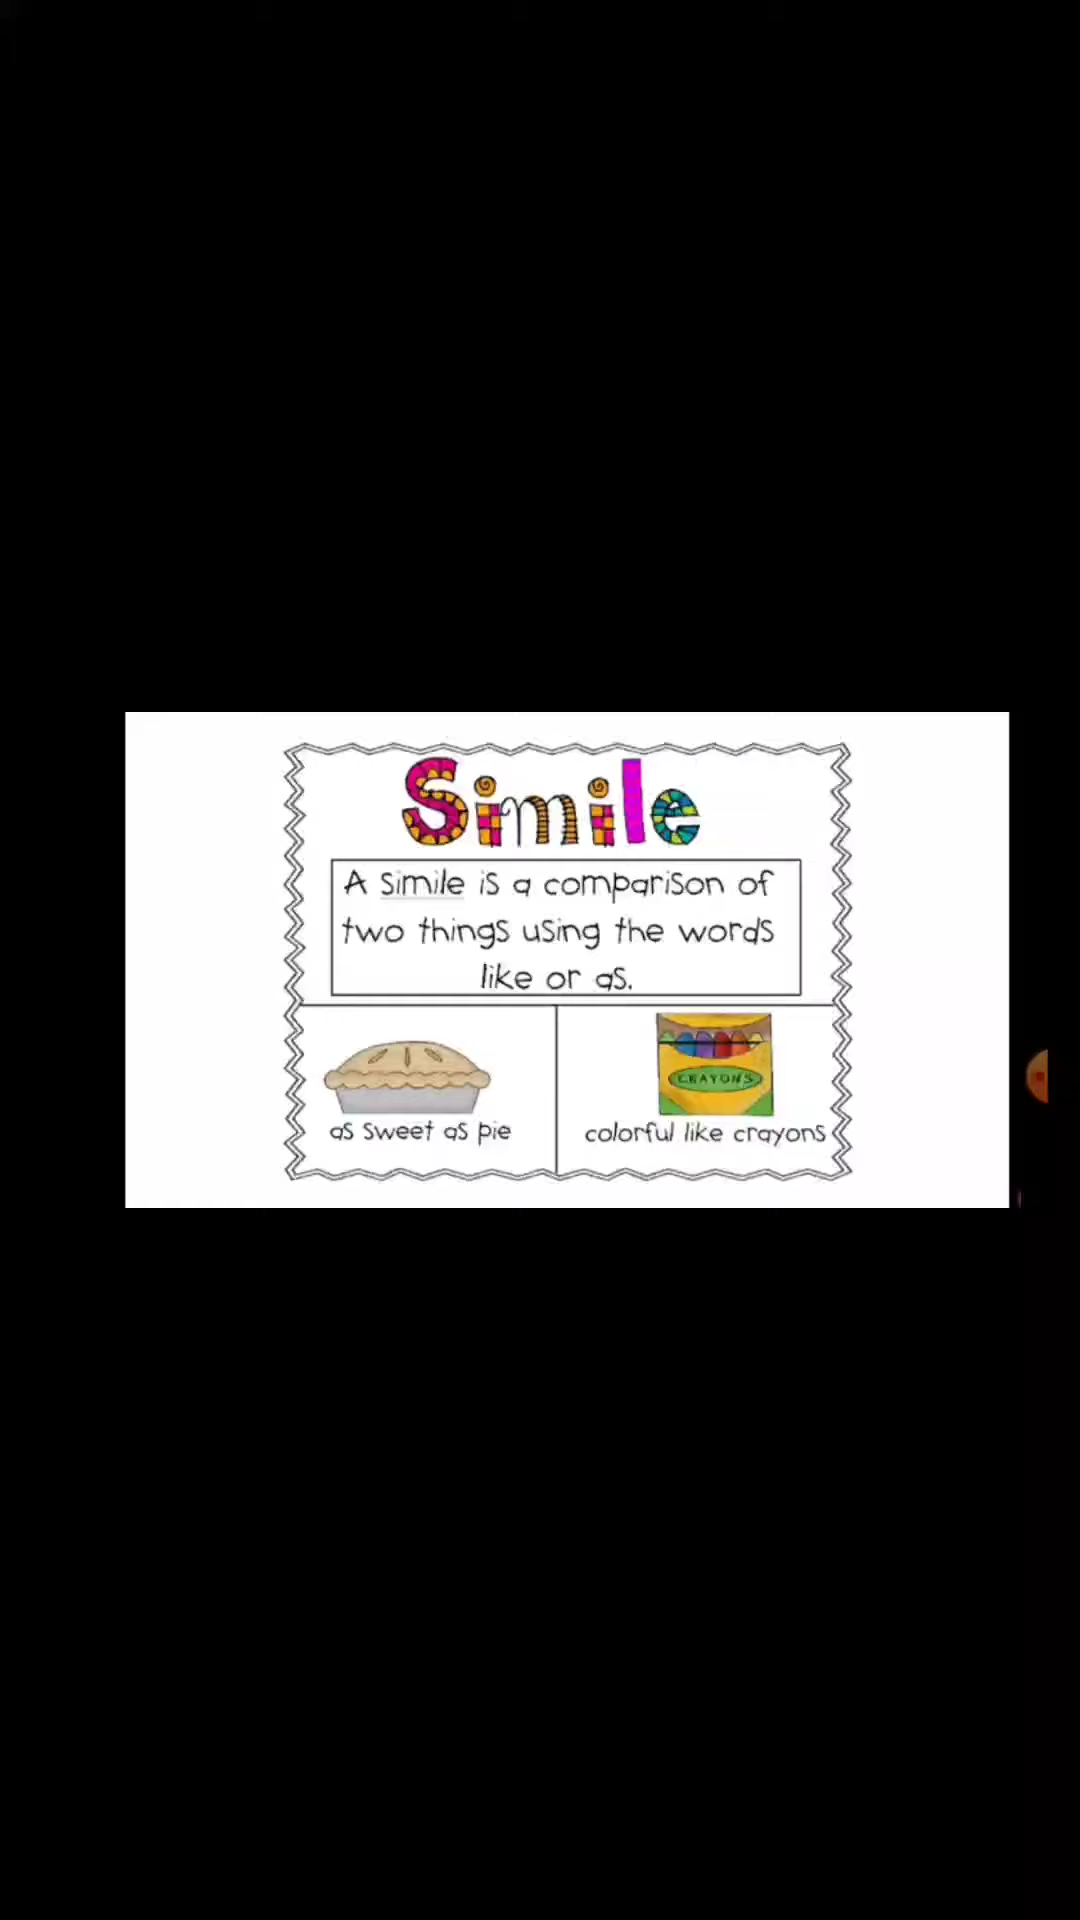 Simile
A simile is a comparison of
two things using the words
like or as.
CRAYONS
as sweet as pie
colorful like crayons